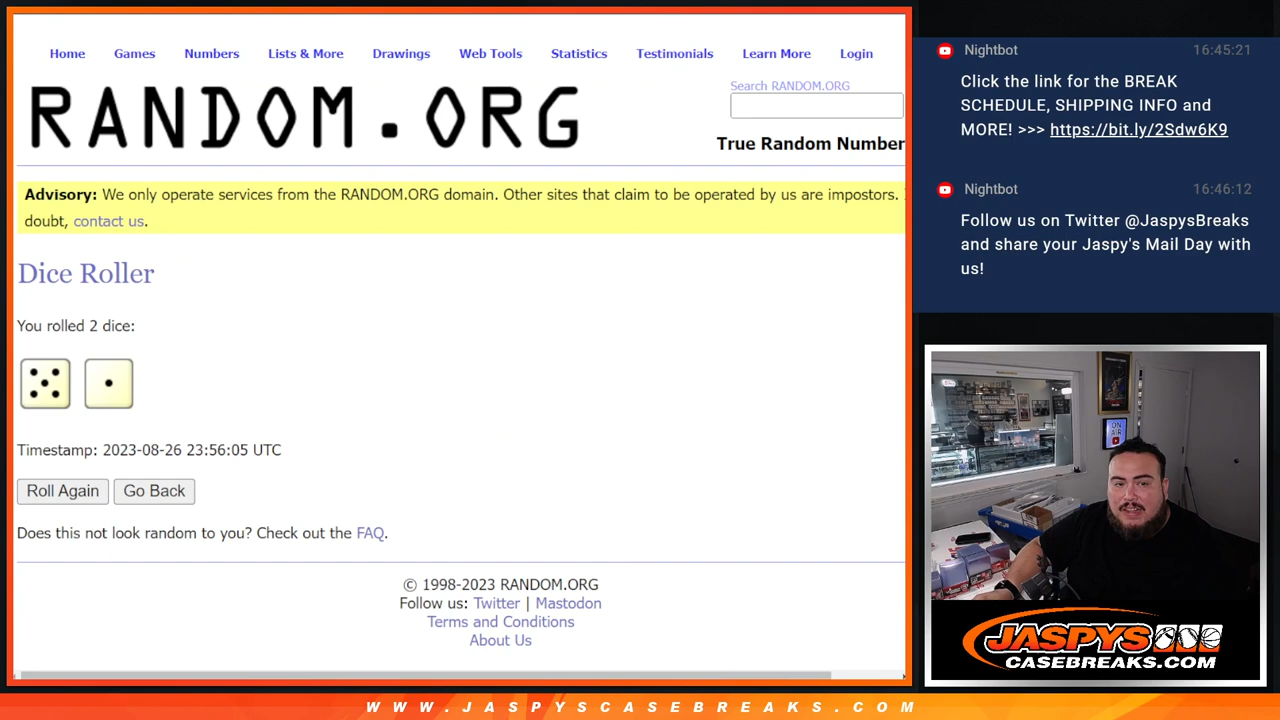 Home Games Numbers Lists & More Drawings Web Tools Statistics Testimonials Learn More Login
RANDOM.ORG
Search RANDOM.ORG
True Random Number
Advisory: We only operate services from the RANDOM.ORG domain. Other sites that claim to be operated by us are impostors.
doubt, contact us.
Dice Roller
You rolled 2 dice:
Timestamp: 2023-08-26 23:56:05 UTC
Roll Again Go Back
Does this not look random to you? Check out the FAQ.
© 1998-2023 RANDOM.ORG
Follow us: Twitter | Mastodon
Terms and Conditions
About Us
Nightbot 16:45:21
Click the link for the BREAK
SCHEDULE, SHIPPING INFO and
MORE! >>> https://bit.ly/2Sdw6K9
Nightbot 16:46:12
Follow us on Twitter @JaspysBreaks
and share your Jaspy's Mail Day with
us!
ON
AIR
JASPYS
CASEBREAKS.COM
WWW.JASPYSCASEBREAKS.COM